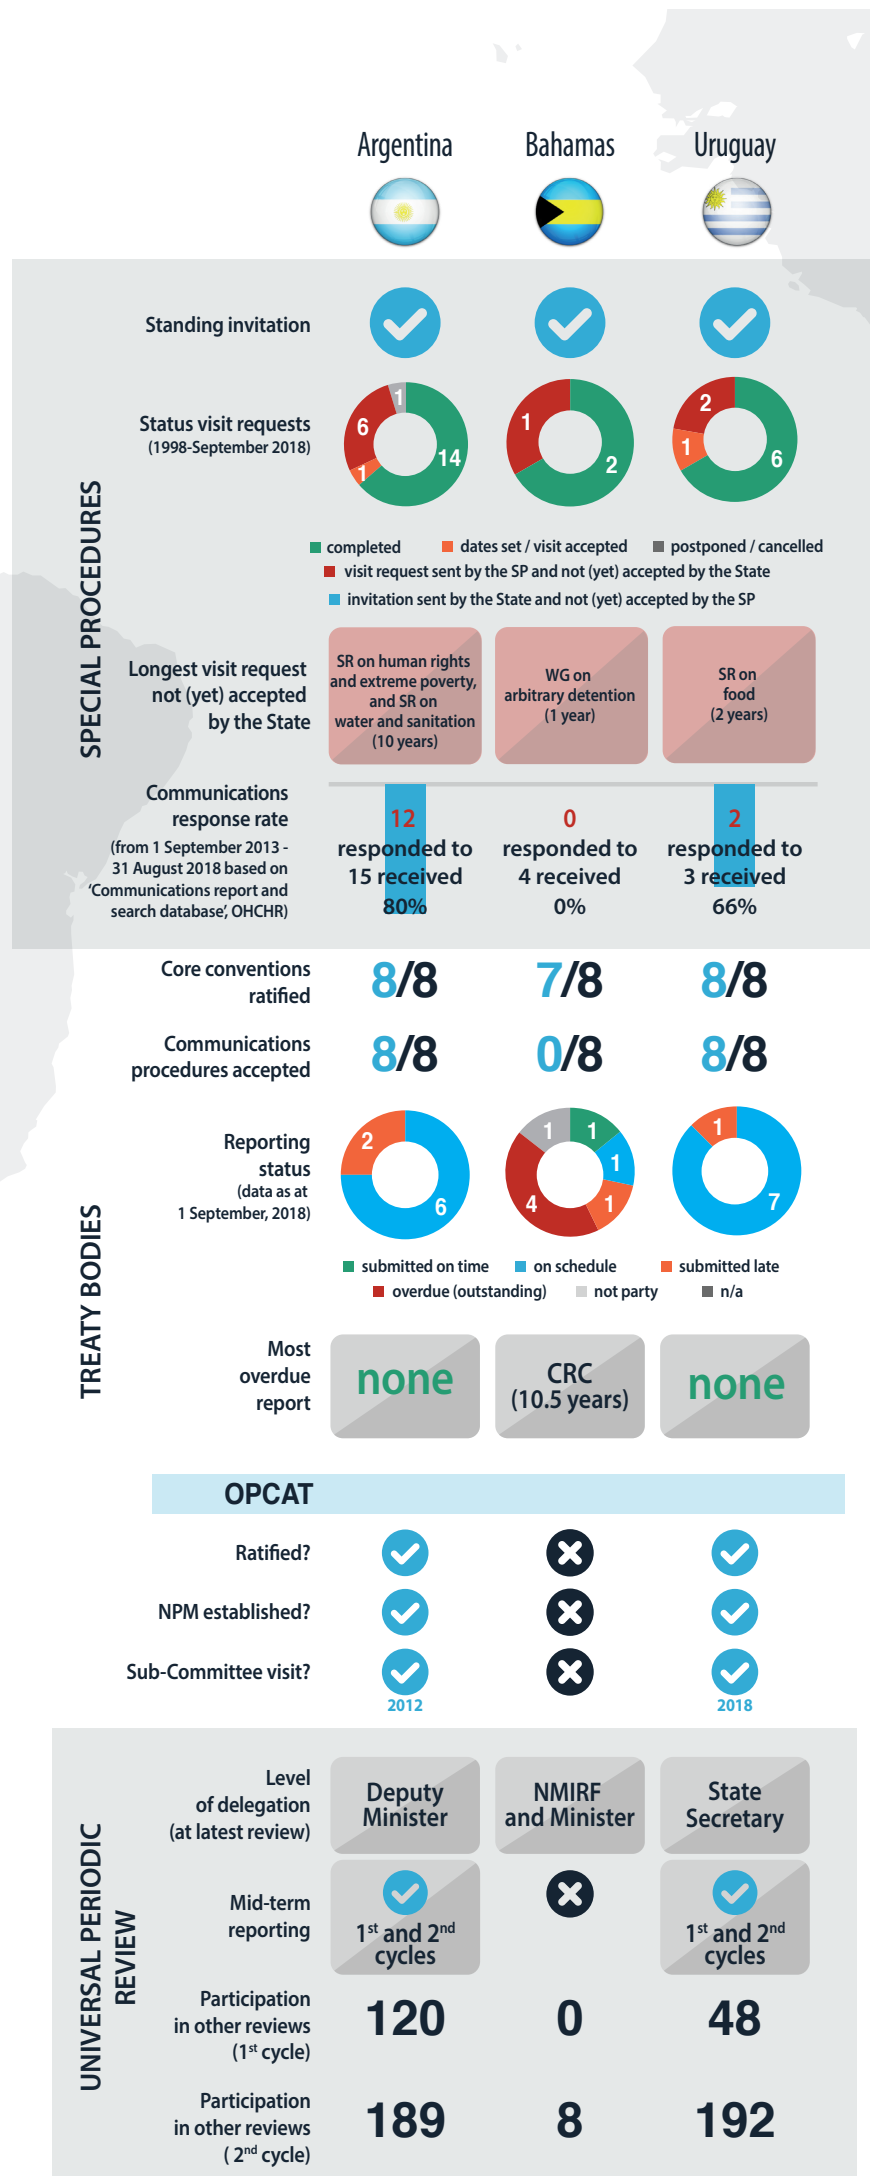 Argentina
Bahamas
Uruguay
SPECIAL PROCEDURES
Standing invitation
Status visit requests
(1998-September 2018)
1
6
1
14
1
2
2
1
6
completed
dates set / visit accepted
postponed / cancelled
visit request sent by the SP and not (yet) accepted by the State
invitation sent by the State and not (yet) accepted by the SP
Longest visit request
not (yet) accepted
by the State
SR on human rights
and extreme poverty,
and SR on
water and sanitation
(10 years)
WG on
arbitrary detention
(1 year)
SR on
food
(2 years)
Communications
response rate
(from 1 September 2013 -
31 August 2018 based on
‘Communications report and
search database’, OHCHR)
12
responded to
15 received
80%
0
responded to
4 received
0%
2
responded to
3 received
66%
TREATY BODIES
Core conventions
ratified
8/8
7/8
8/8
Communications
procedures accepted
8/8
0/8
8/8
Reporting
status
(data as at
1 September, 2018)
2
6
1
1
1
1
4
1
7
submitted on time
on schedule
submitted late
overdue (outstanding)
not party
n/a
Most
overdue
report
none
CRC
(10.5 years)
none
OPCAT
Ratified?
NPM established?
Sub-Committee visit?
2012
2018
UNIVERSAL PERIODIC
REVIEW
Level
of delegation
(at latest review)
Deputy
Minister
NMIRF
and Minister
State
Secretary
Mid-term
reporting
1st and 2nd
cycles
1st and 2nd
cycles
Participation
in other reviews
(1st cycle)
120
0
48
Participation
in other reviews
( 2nd cycle)
189
8
192